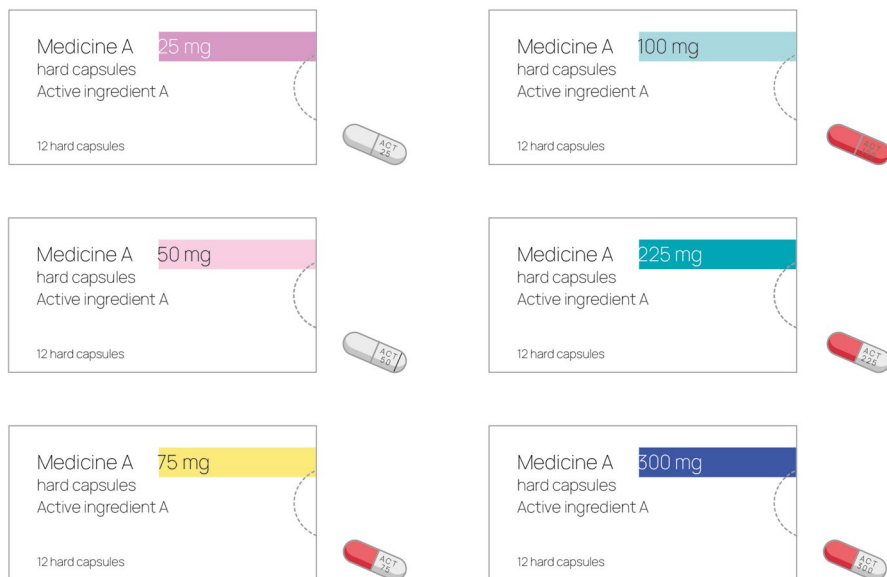 Medicine A 25 mg
hard capsules
Active ingredient A
12 hard capsules
ACT
25
Medicine A 100 mg
hard capsules
Active ingredient A
12 hard capsules
ACT
Medicine A 50 mg
hard capsules
Active ingredient A
12 hard capsules
ACT
50
Medicine A 225 mg
hard capsules
Active ingredient A
12 hard capsules
ACT
225
Medicine A 75 mg
hard capsules
Active ingredient A
12 hard capsules
ACT
75
Medicine A 300 mg
hard capsules
Active ingredient A
12 hard capsules
ACT
300